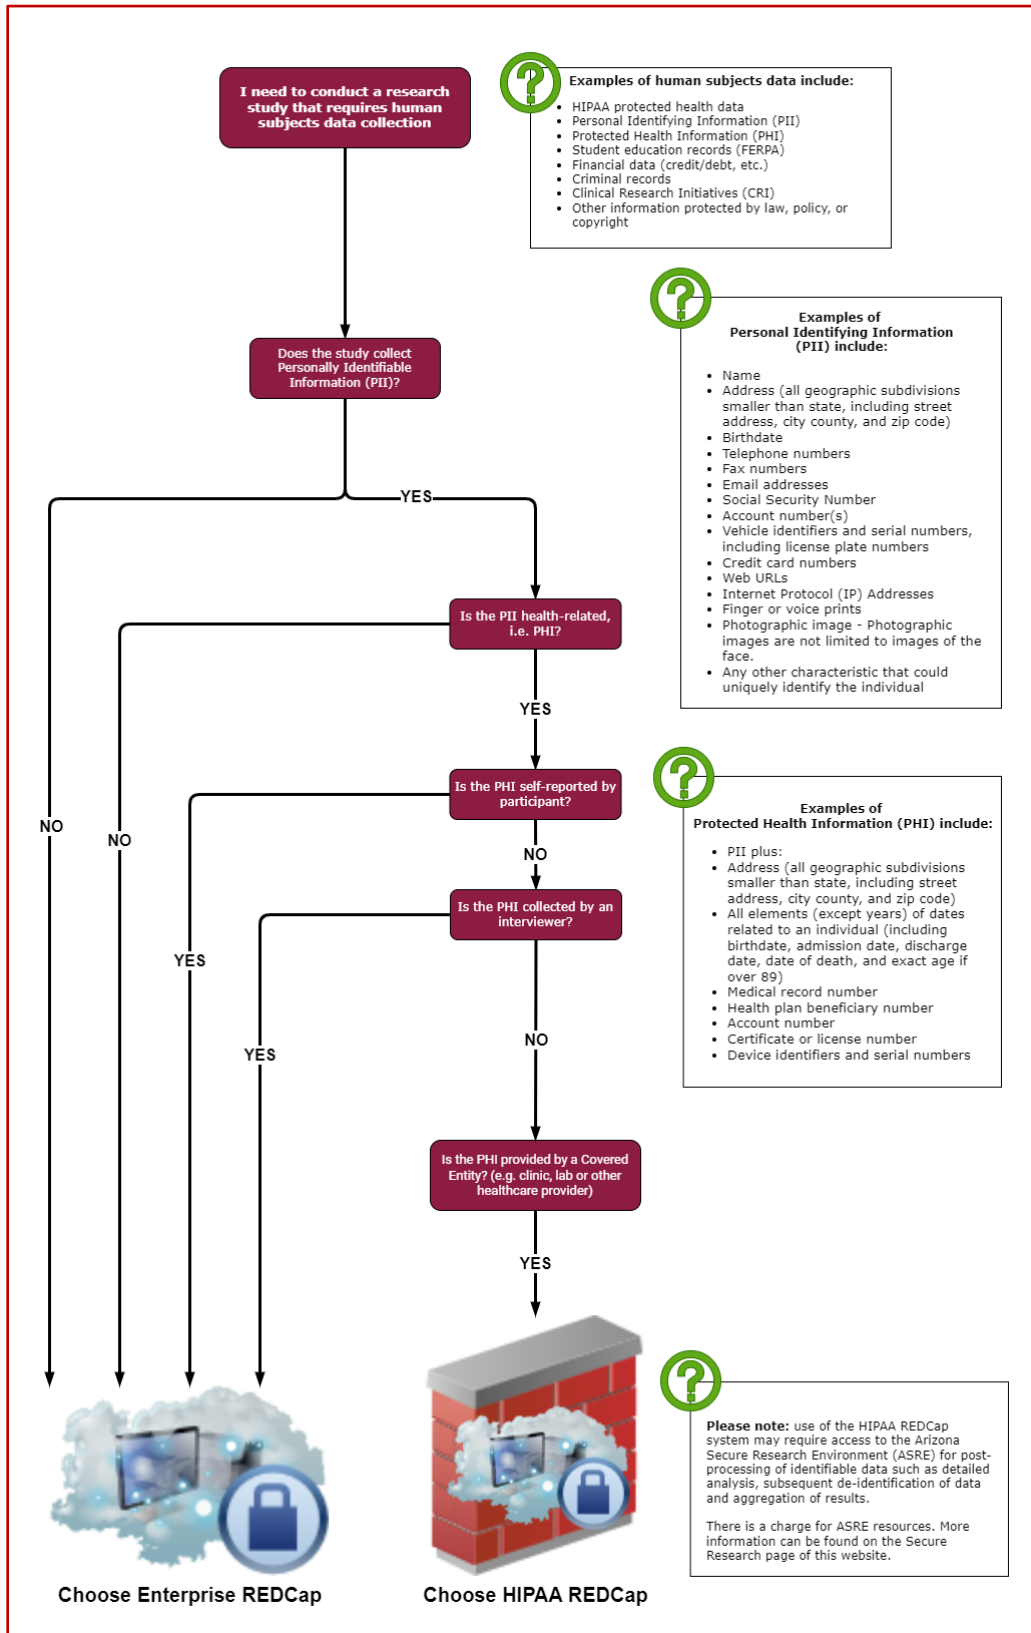 I need to conduct a research
study that requires human
subjects data collection
Examples of human subjects data include:
• HIPAA protected health data
• Personal Identifying Information (PII)
• Protected Health Information (PHI)
• Student education records (FERPA)
• Financial data (credit/debt, etc.)
• Criminal records
• Clinical Research Initiatives (CRI)
• Other information protected by law, policy, or
copyright
Does the study collect
Personally Identifiable
Information (PII)?
Examples of
Personal Identifying Information
(PII) include:
• Name
• Address (all geographic subdivisions
smaller than state, including street
address, city county, and zip code)
• Birthdate
• Telephone numbers
• Fax numbers
• Email addresses
• Social Security Number
• Account number(s)
• Vehicle identifiers and serial numbers,
including license plate numbers
• Credit card numbers
• Web URLs
• Internet Protocol (IP) Addresses
• Finger or voice prints
• Photographic image - Photographic
images are not limited to images of the
face.
• Any other characteristic that could
uniquely identify the individual
YES
Is the PII health-related,
i.e. PHI?
YES
NO
NO
Is the PHI self-reported by
participant?
NO
Is the PHI collected by an
interviewer?
YES
YES
NO
Examples of
Protected Health Information (PHI) include:
• PII plus:
• Address (all geographic subdivisions
smaller than state, including street
address, city county, and zip code)
• All elements (except years) of dates
related to an individual (including
birthdate, admission date, discharge
date, date of death, and exact age if
over 89)
• Medical record number
• Health plan beneficiary number
• Account number
• Certificate or license number
• Device identifiers and serial numbers
Is the PHI provided by a Covered
Entity? (e.g. clinic, lab or other
healthcare provider)
YES
Please note: use of the HIPAA REDCap
system may require access to the Arizona
Secure Research Environment (ASRE) for post-
processing of identifiable data such as detailed
analysis, subsequent de-identification of data
and aggregation of results.
There is a charge for ASRE resources. More
information can be found on the Secure
Research page of this website.
Choose Enterprise REDCap
Choose HIPAA REDCap